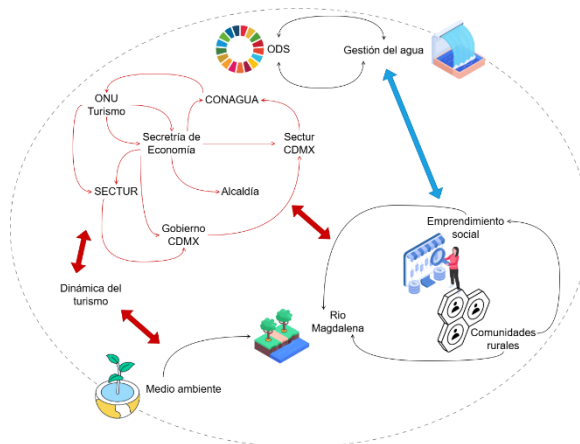 ODS
Gestión del agua
ONU
Turismo
CONAGUA
Secretría de
Economía
Sectur
CDMX
SECTUR
Alcaldía
Gobierno
CDMX
Emprendimiento
social
Dinámica del
turismo
Rio
Magdalena
Comunidades
rurales
Medio ambiente